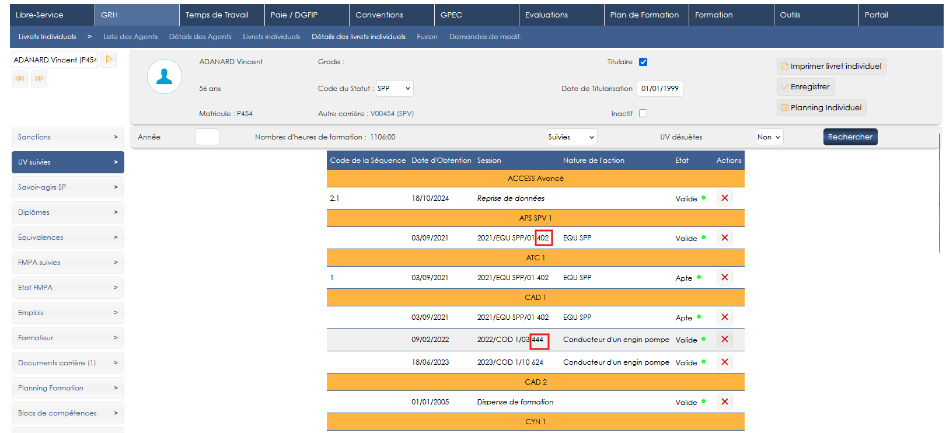 Libre-Service GRH Temps de Travail Paie / DGFIP Conventions GPEC Evaluations Plan de Formation Formation Outils Portail
Livrets Individuels > Liste des Agents Détails des Agents Livrets individuels Détails des livrets individuels Fusion Demandes de modif.
ADANARD Vincent (P454
ADANARD Vincent Grade : Titulaire
56 ans Code du Statut : SPP Date de Titularisation 01/01/1999
Matricule : P454 Autre carrière : V00454 (SPV) Inactif
Imprimer livret individuel
Enregistrer
Planning Individuel
Sanctions >
UV suivies >
Savoir-agirs SP >
Diplômes >
Équivalences >
FMPA suivies >
Etat FMPA >
Emplois >
Formateur >
Documents carrière (1) >
Planning Formation >
Blocs de compétences >
Année Nombres d'heures de formation : 1106:00 Suivies UV désuètes Non Rechercher
Code de la Séquence Date d'Obtention Session Nature de l'action Etat Actions
ACCESS Avancé
2.1 18/10/2024 Reprise de données Valide
APS SPV 1
03/09/2021 2021/EQU SPP/01 402 EQU SPP Valide
ATC 1
1 03/09/2021 2021/EQU SPP/01 402 EQU SPP Apte
CAD 1
03/09/2021 2021/EQU SPP/01 402 EQU SPP Apte
09/02/2022 2022/COD 1/03 444 Conducteur d'un engin pompe Valide
18/06/2023 2023/COD 1/10 624 Conducteur d'un engin pompe Valide
CAD 2
01/01/2005 Dispense de formation Valide
CYN 1